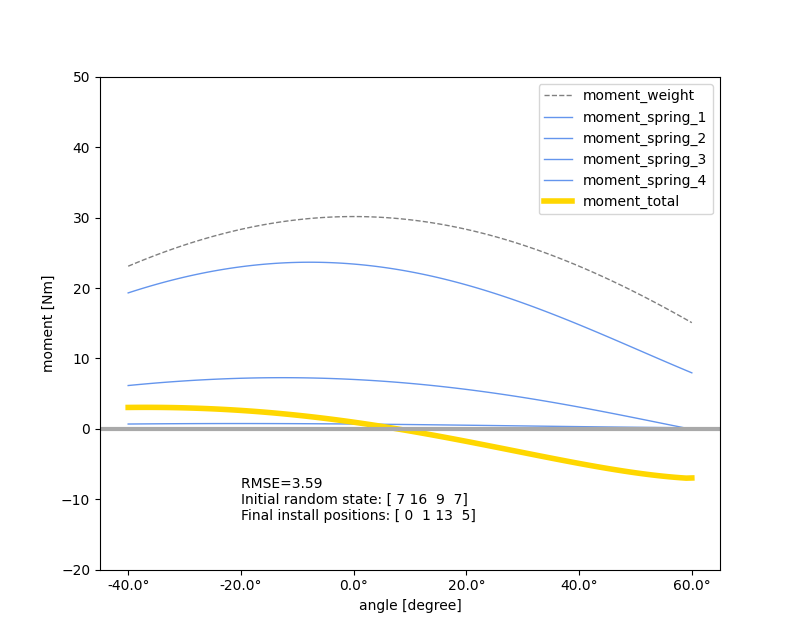 50
40
30
20
10
0
−10
−20
moment [Nm]
moment_weight
moment_spring_1
moment_spring_2
moment_spring_3
moment_spring_4
moment_total
RMSE=3.59
Initial random state: [ 7 16  9  7]
Final install positions: [ 0  1 13  5]
-40.0° -20.0° 0.0° 20.0° 40.0° 60.0°
angle [degree]